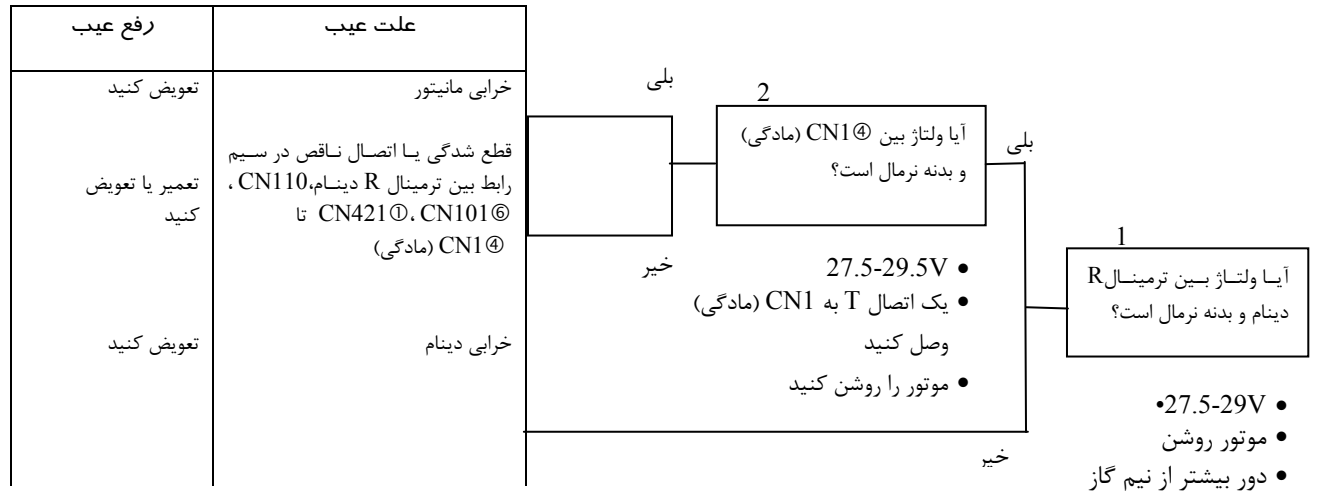 علت عیب
رفع عیب
1
آیا ولتاژ بین ترمینال R
دینام و بدنه نرمال است؟
• 27.5-29V•
• موتور روشن
• دور بیشتر از نیم گاز
بلی
خیر
2
آیا ولتاژ بین CN1④ (مادگی)
و بدنه نرمال است؟
• 27.5-29.5V
• یک اتصال T به CN1 (مادگی)
وصل کنید
• موتور را روشن کنید
بلی
خیر
خرابی مانیتور
تعویض کنید
قطع شدگی یا اتصال ناقص در سیم
رابط بین ترمینال R دینام،CN110 ،
CN421①، CN101⑥ تا
CN1④ (مادگی)
تعمیر یا تعویض
کنید
خرابی دینام
تعویض کنید